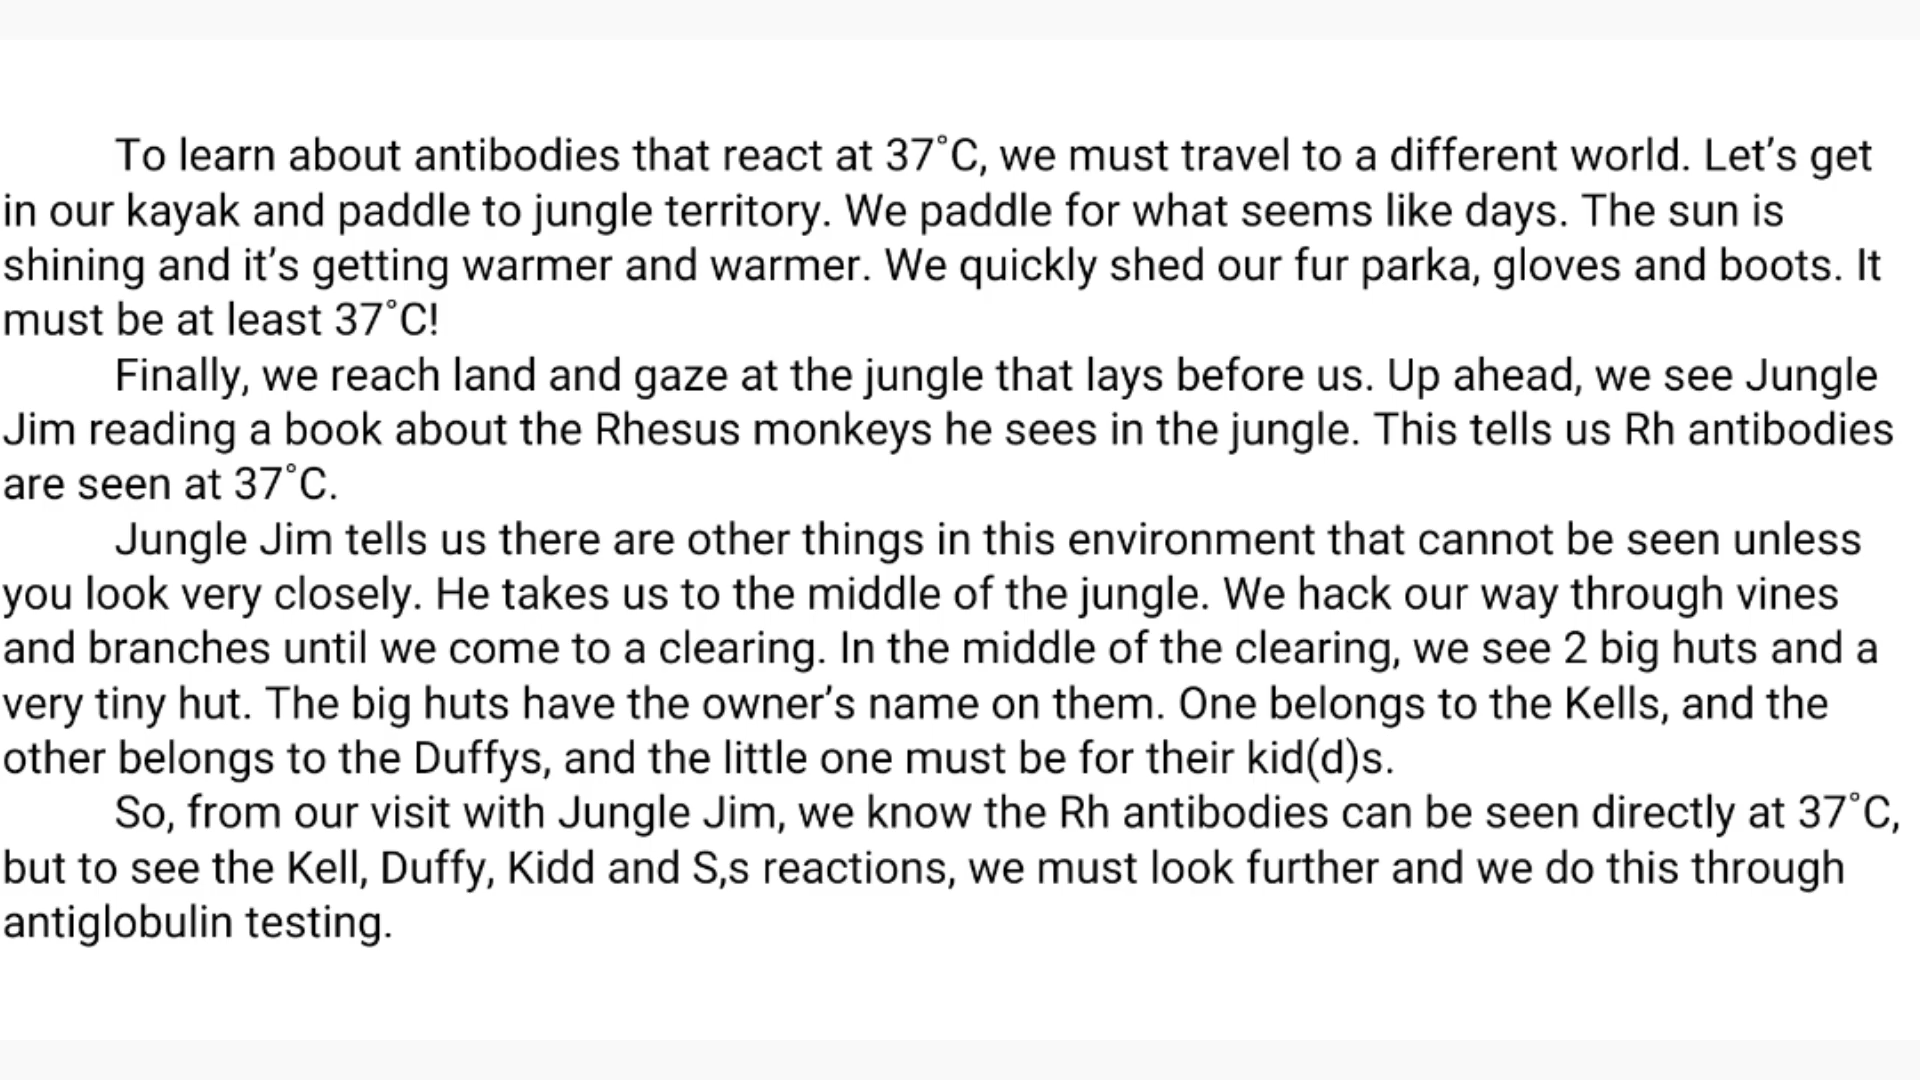 To learn about antibodies that react at 37˚C, we must travel to a different world. Let’s get
in our kayak and paddle to jungle territory. We paddle for what seems like days. The sun is
shining and it’s getting warmer and warmer. We quickly shed our fur parka, gloves and boots. It
must be at least 37˚C!
Finally, we reach land and gaze at the jungle that lays before us. Up ahead, we see Jungle
Jim reading a book about the Rhesus monkeys he sees in the jungle. This tells us Rh antibodies
are seen at 37˚C.
Jungle Jim tells us there are other things in this environment that cannot be seen unless
you look very closely. He takes us to the middle of the jungle. We hack our way through vines
and branches until we come to a clearing. In the middle of the clearing, we see 2 big huts and a
very tiny hut. The big huts have the owner’s name on them. One belongs to the Kells, and the
other belongs to the Duffys, and the little one must be for their kid(d)s.
So, from our visit with Jungle Jim, we know the Rh antibodies can be seen directly at 37˚C,
but to see the Kell, Duffy, Kidd and S,s reactions, we must look further and we do this through
antiglobulin testing.